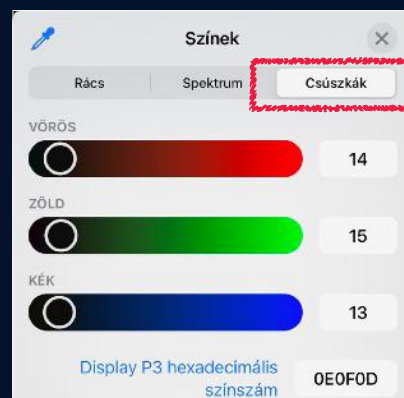 Színek
Rács Spektrum Csúszkák
VÖRÖS
14
ZÖLD
15
KÉK
13
Display P3 hexadecimális
színszám
0E0F0D